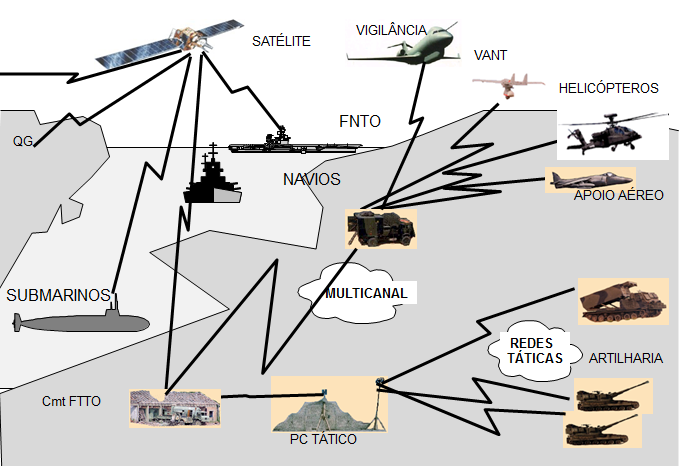 SATÉLITE
VIGILÂNCIA
VANT
HELICÓPTEROS
FNTO
QG
NAVIOS
APOIO AÉREO
SUBMARINOS
MULTICANAL
REDES
TÁTICAS
ARTILHARIA
Cmt FTTO
PC TÁTICO